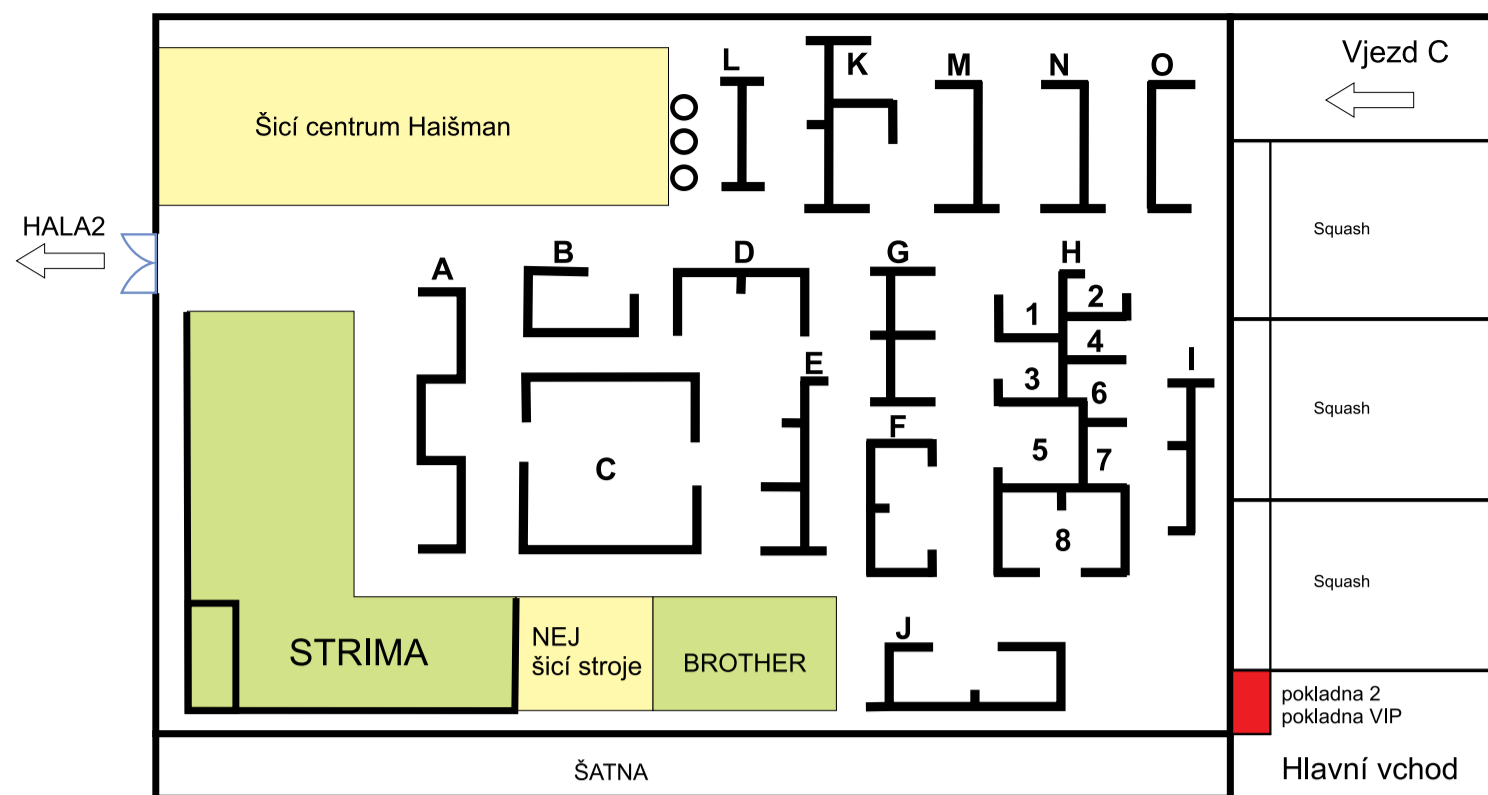 L
K
M
N
O
Vjezd C
Šicí centrum Haišman
HALA2
Squash
A
B
D
G
H
1
2
4
3
6
I
E
Squash
F
C
5
7
8
Squash
STRIMA
NEJ
šicí stroje
BROTHER
J
pokladna 2
pokladna VIP
ŠATNA
Hlavní vchod